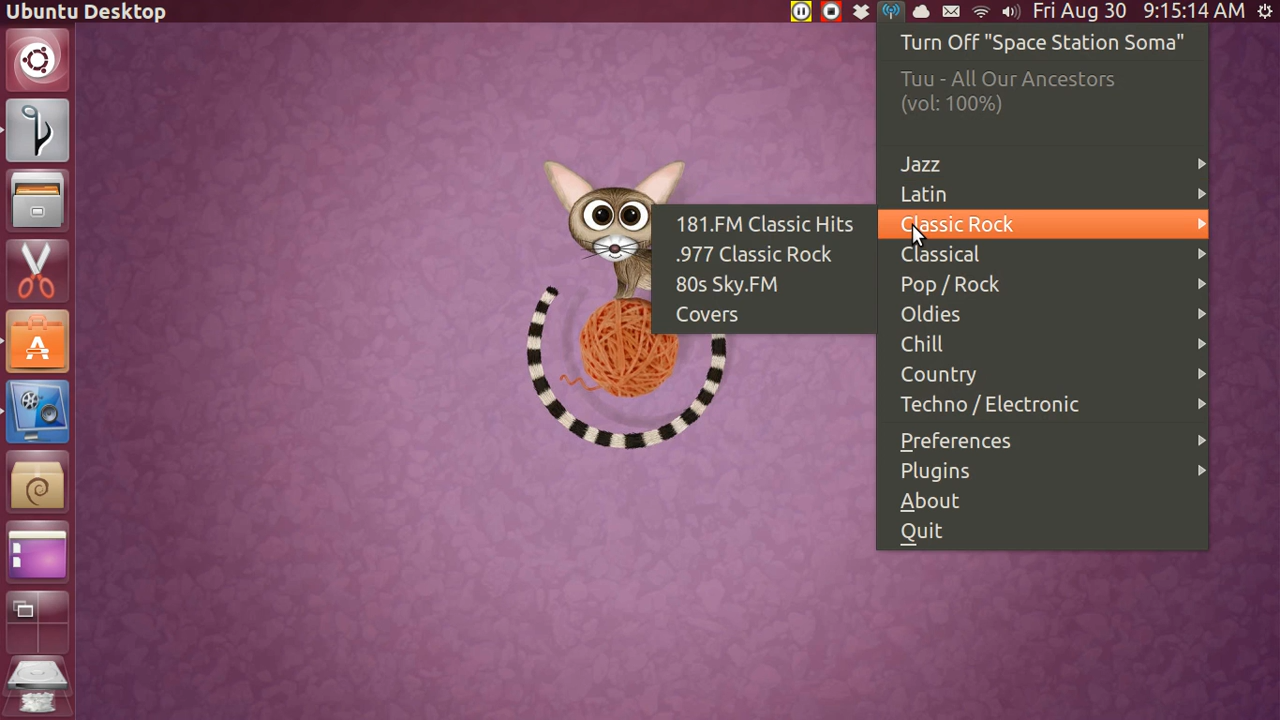 Ubuntu Desktop
Fri Aug 30 9:15:14 AM
Turn Off "Space Station Soma"
Tuu - All Our Ancestors
(vol: 100%)
Jazz
Latin
Classic Rock
181.FM Classic Hits
.977 Classic Rock
80s Sky.FM
Covers
Classical
Pop / Rock
Oldies
Chill
Country
Techno / Electronic
Preferences
Plugins
About
Quit